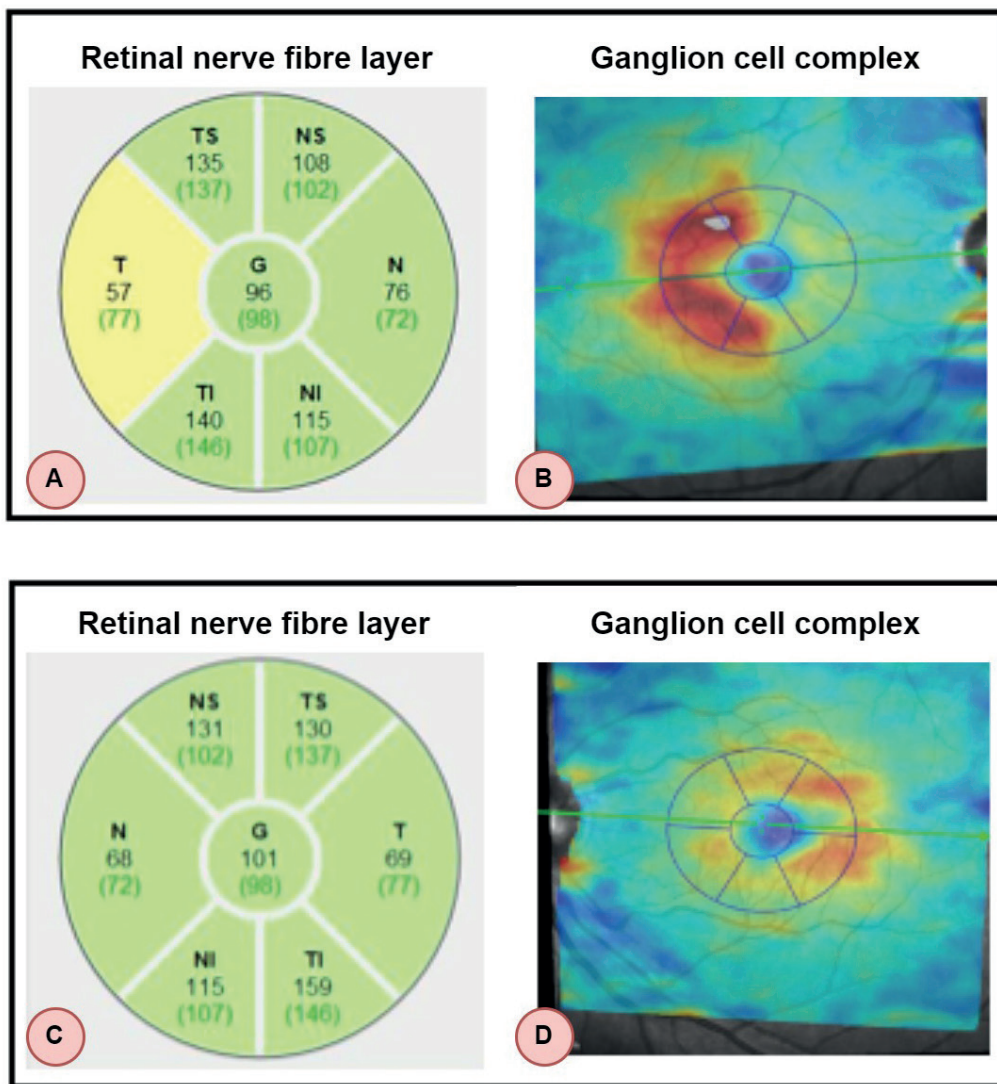 Retinal nerve fibre layer
Ganglion cell complex
TS
135
(137)
NS
108
(102)
T
57
(77)
G
96
(98)
N
76
(72)
TI
140
(146)
NI
115
(107)
A
B
Retinal nerve fibre layer
Ganglion cell complex
NS
131
(102)
TS
130
(137)
N
68
(72)
G
101
(98)
T
69
(77)
NI
115
(107)
TI
159
(146)
C
D